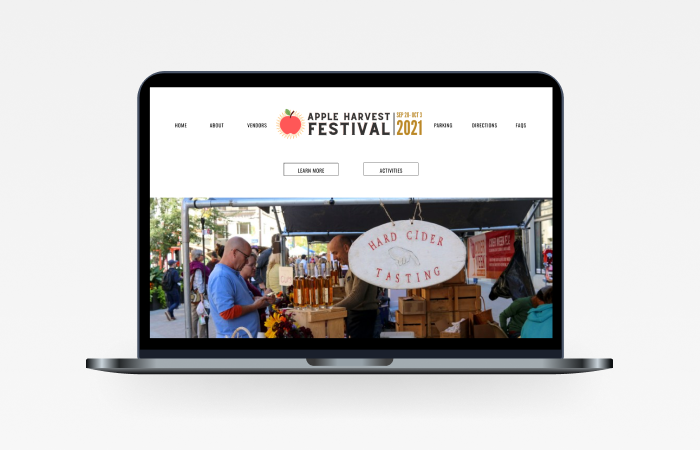 HOME
ABOUT
VENDORS
APPLE HARVEST
FESTIVAL
SEP 26 - OCT 3
2021
PARKING
DIRECTIONS
FAQS
LEARN MORE
ACTIVITIES
HARD CIDER
TASTING